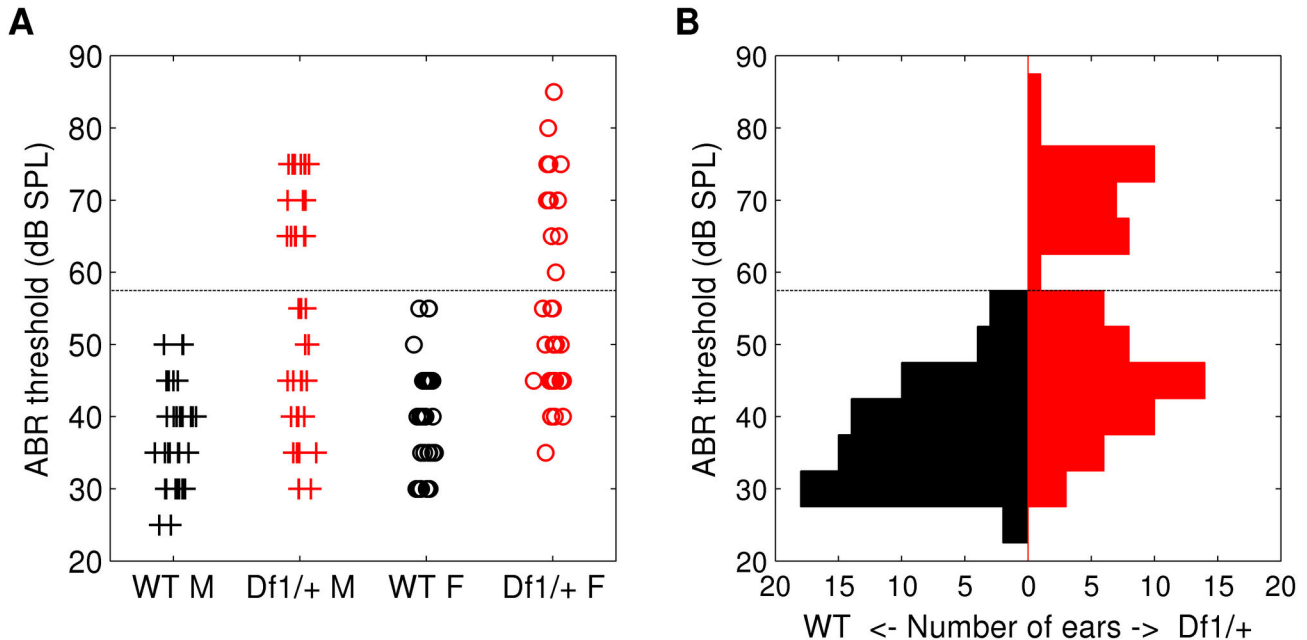 A
ABR threshold (dB SPL)
90
80
70
60
50
40
30
20
WT M Df1/+ M WT F Df1/+ F
B
ABR threshold (dB SPL)
90
80
70
60
50
40
30
20
20 15 10 5 0 5 10 15 20
WT <- Number of ears -> Df1/+